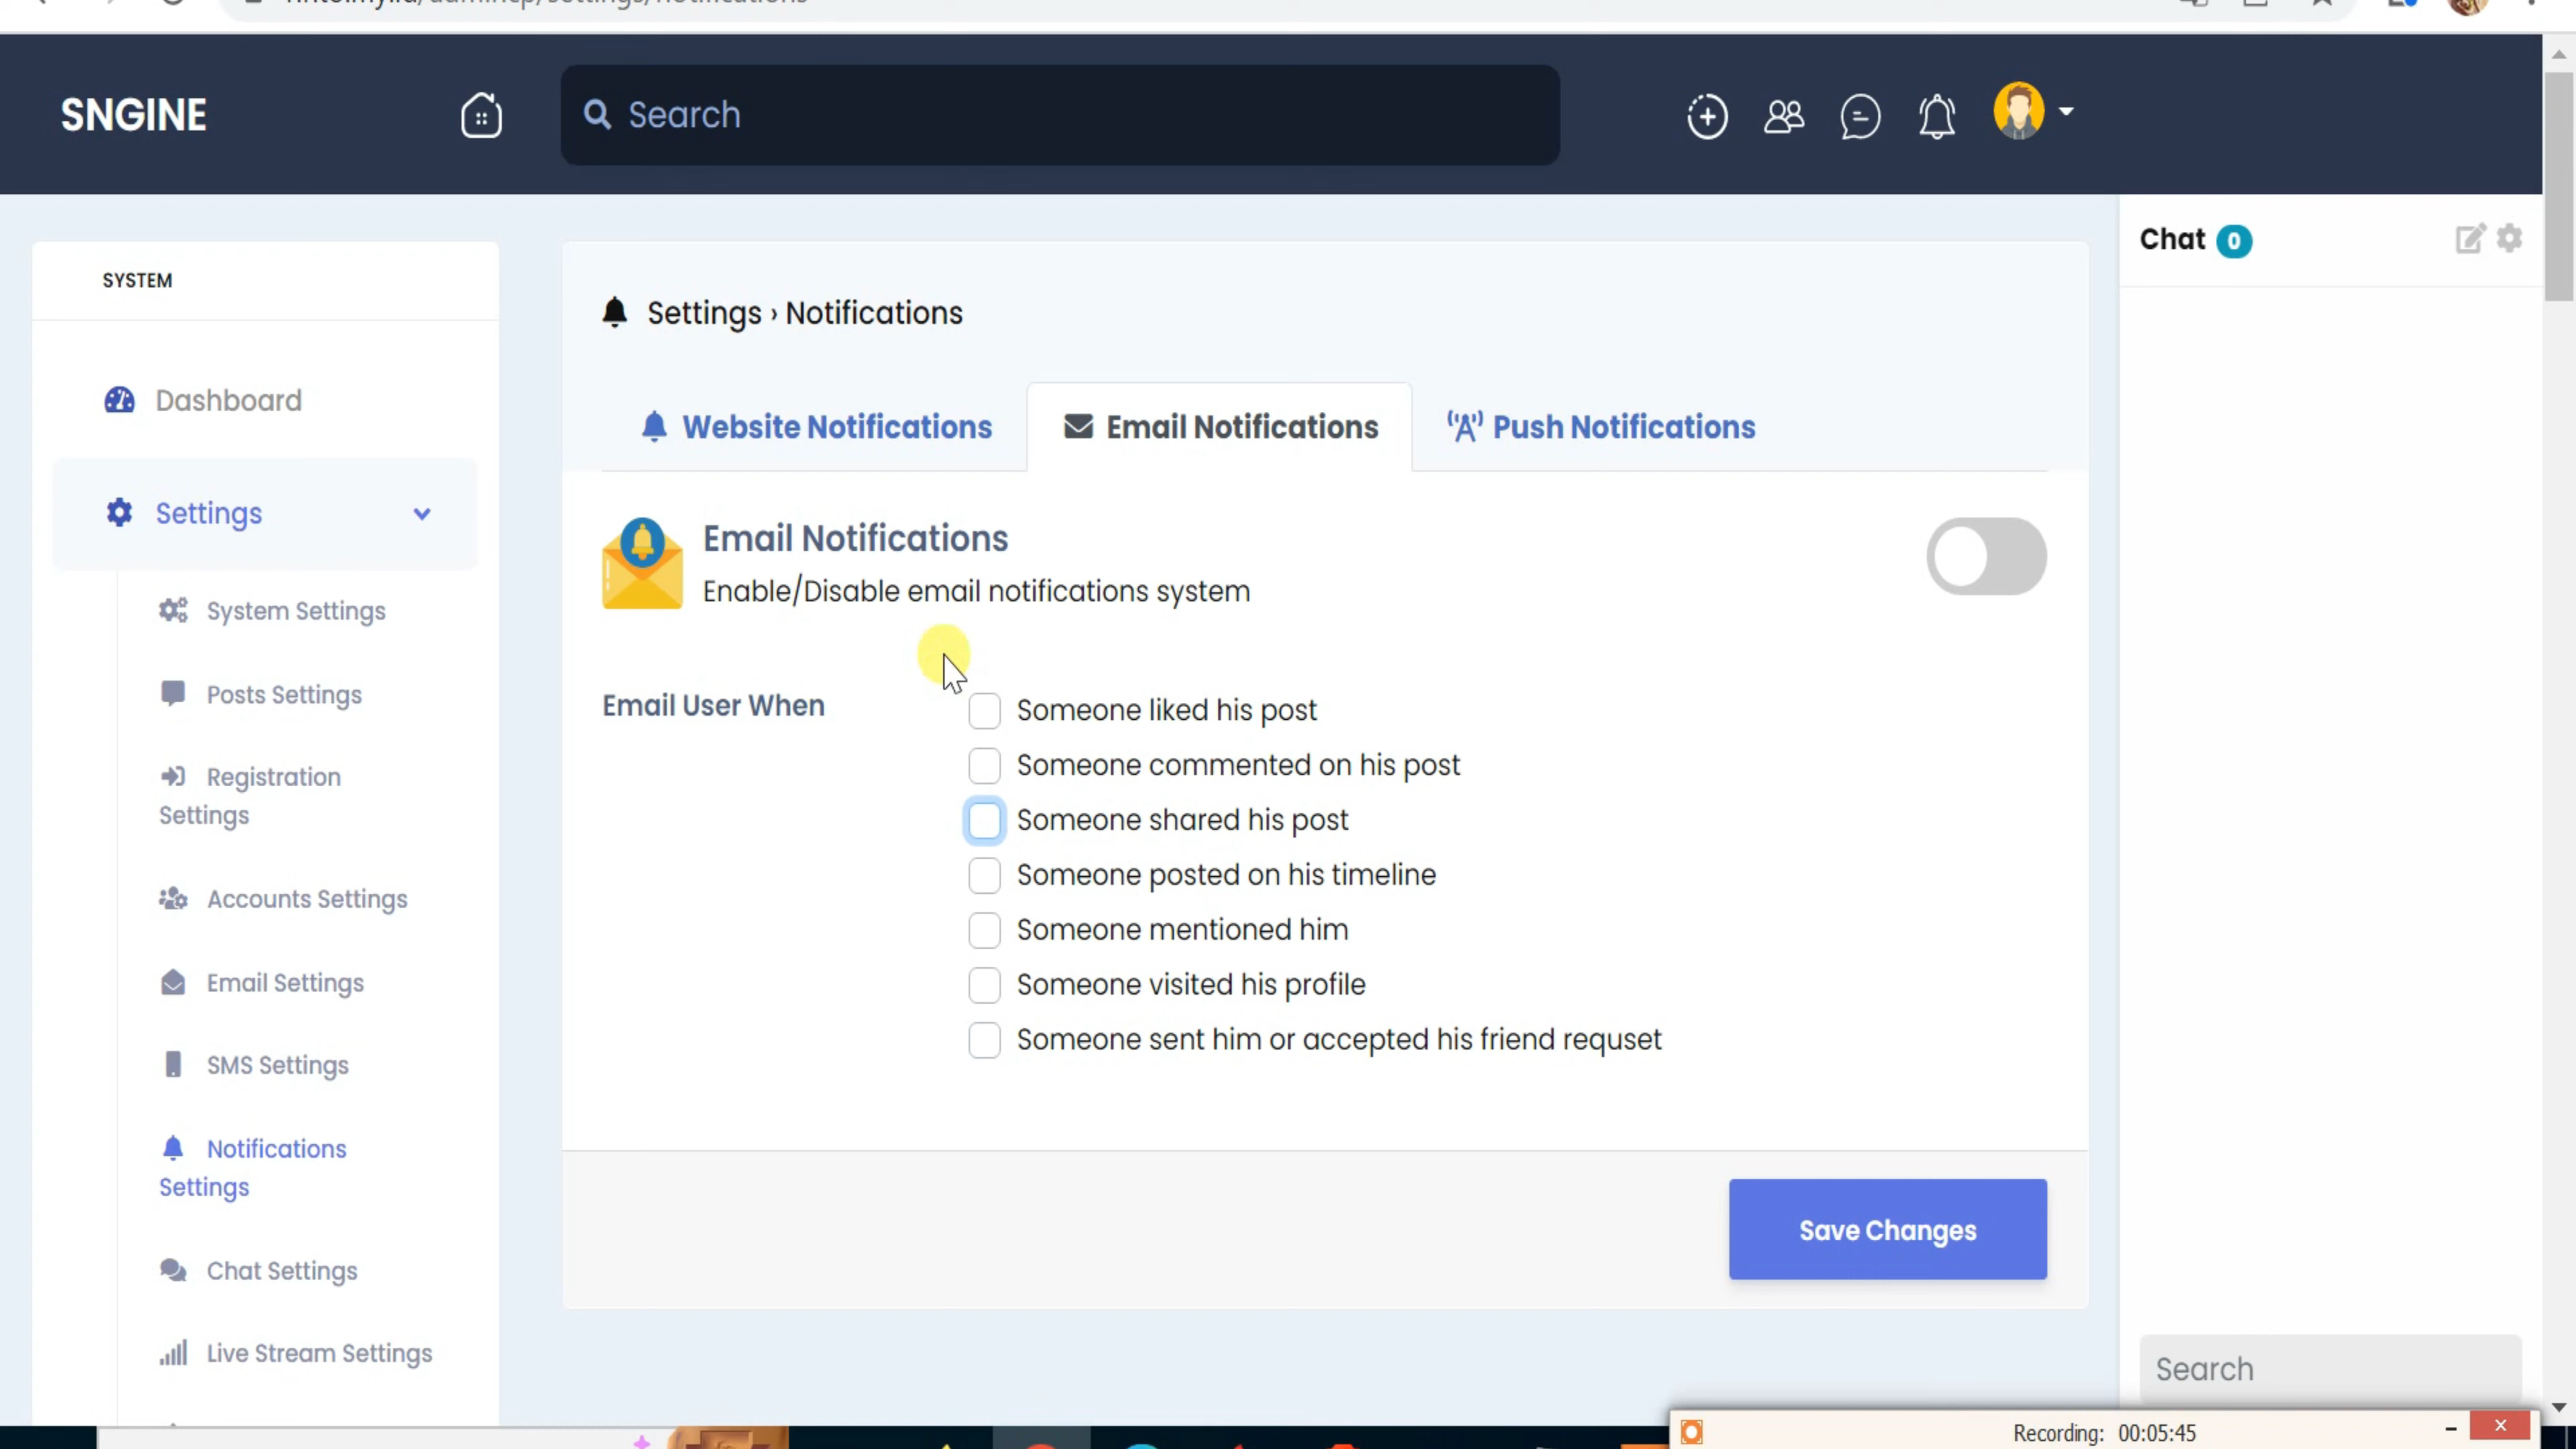 SNGINE
Search
Chat 0
SYSTEM
Dashboard
Settings
System Settings
Posts Settings
Registration
Settings
Accounts Settings
Email Settings
SMS Settings
Notifications
Settings
Chat Settings
Live Stream Settings
Settings › Notifications
Website Notifications
Email Notifications
Push Notifications
Email Notifications
Enable/Disable email notifications system
Email User When
Someone liked his post
Someone commented on his post
Someone shared his post
Someone posted on his timeline
Someone mentioned him
Someone visited his profile
Someone sent him or accepted his friend requset
Save Changes
Search
Recording: 00:05:45